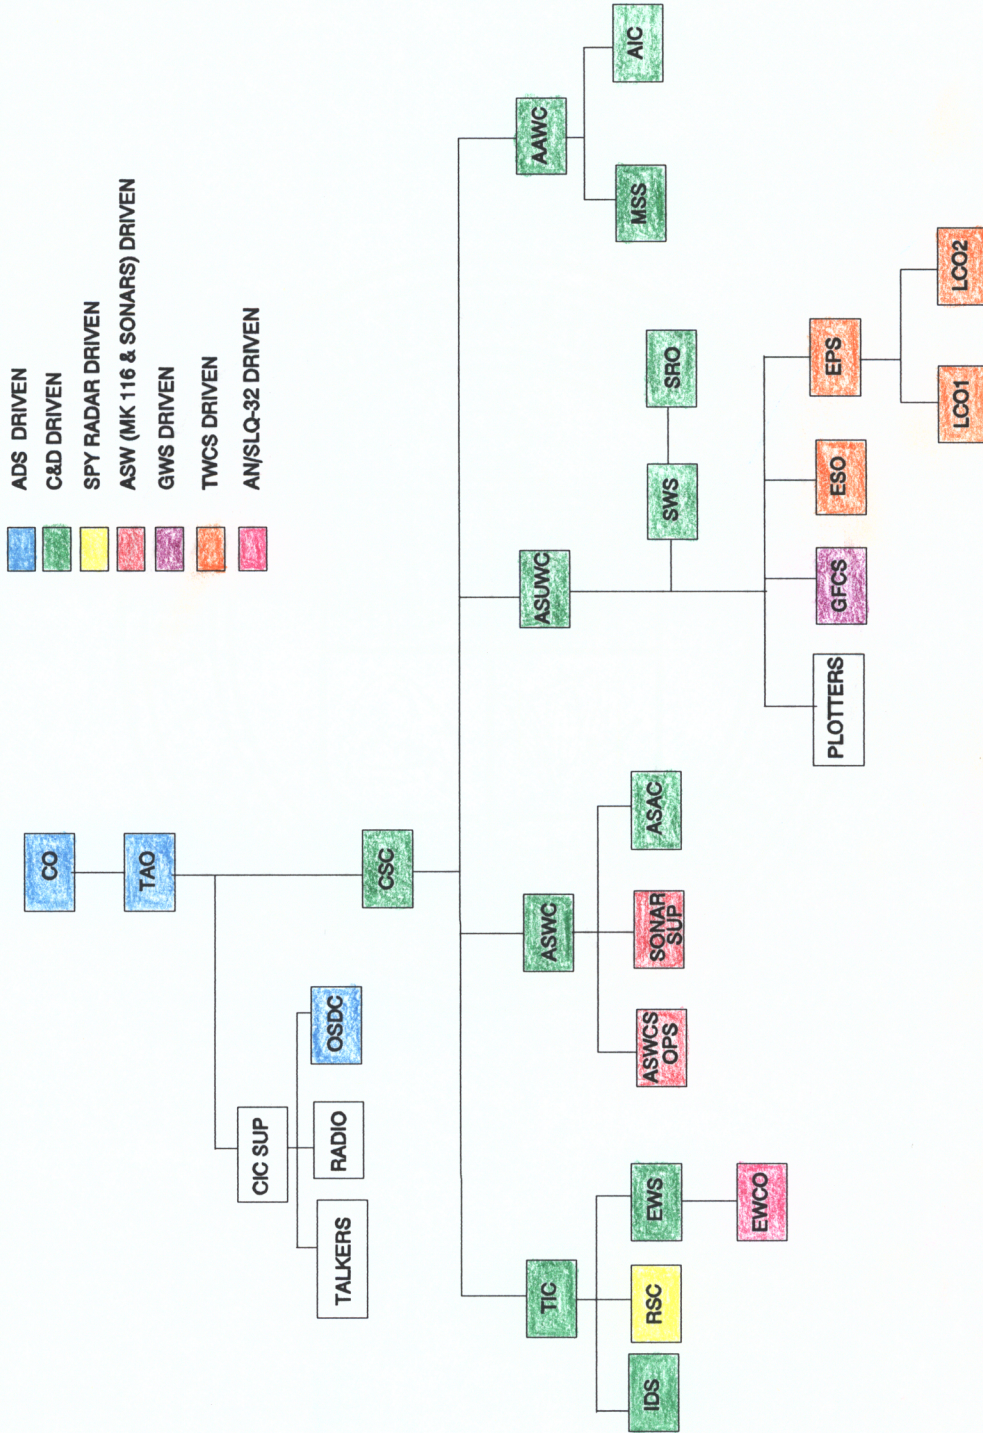 ADS DRIVEN
C&D DRIVEN
SPY RADAR DRIVEN
ASW (MK 116 & SONARS) DRIVEN
GWS DRIVEN
TWCS DRIVEN
AN/SLQ-32 DRIVEN
CO
TAO
CIC SUP
TALKERS
RADIO
OSDC
CSC
TIC
ASWC
ASUWC
AAWC
IDS
RSC
EWS
ASWCS
OPS
SONAR
SUP
ASAC
SWS
SRO
MSS
AIC
EWCO
PLOTTERS
GFCS
ESO
EPS
LCO1
LCO2